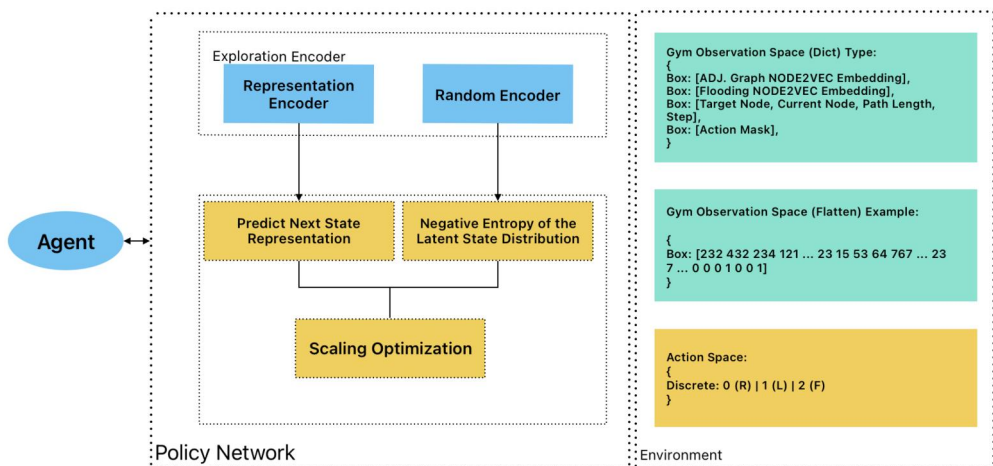 Agent
Exploration Encoder
Representation
Encoder
Random Encoder
Predict Next State
Representation
Negative Entropy of the
Latent State Distribution
Scaling Optimization
Policy Network
Gym Observation Space (Dict) Type:
{
Box: [ADJ. Graph NODE2VEC Embedding],
Box: [Flooding NODE2VEC Embedding],
Box: [Target Node, Current Node, Path Length,
Step],
Box: [Action Mask],
}
Gym Observation Space (Flatten) Example:
{
Box: [232 432 234 121 ... 23 15 53 64 767 ... 23
7 ... 0 0 0 1 0 0 1]
}
Action Space:
{
Discrete: 0 (R) | 1 (L) | 2 (F)
}
Environment